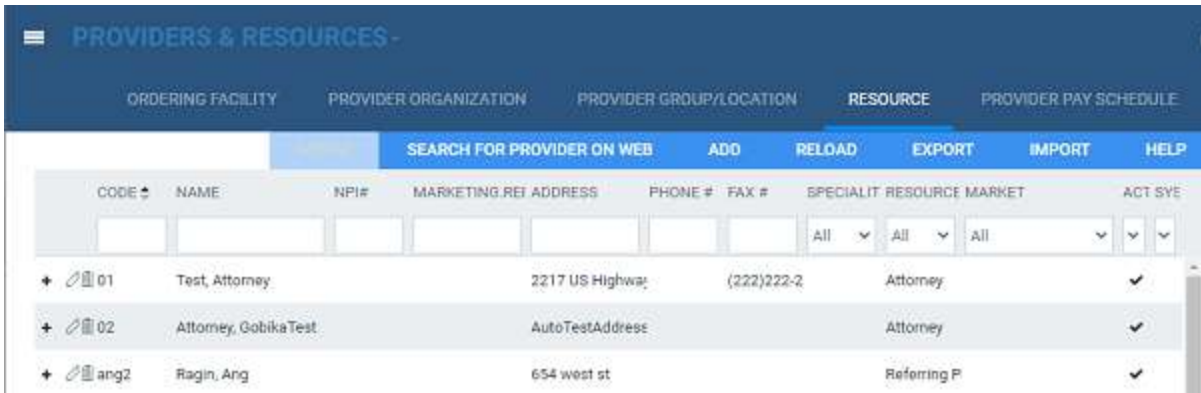 PROVIDERS & RESOURCES -
ORDERING FACILITY PROVIDER ORGANIZATION PROVIDER GROUP/LOCATION RESOURCE PROVIDER PAY SCHEDULE
SEARCH FOR PROVIDER ON WEB ADD RELOAD EXPORT IMPORT HELP
CODE NAME NPI# MARKETING REI ADDRESS PHONE # FAX # SPECIALIT RESOURCE MARKET ACT SYS
All All All
01 Test, Attorney 2217 US Highway (222)222-2 Attorney
02 Attorney, GobikaTest AutoTestAddress Attorney
ang2 Ragin, Ang 654 west st Referring P